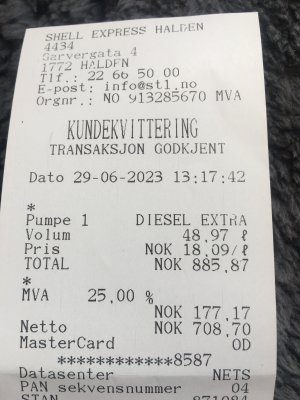 SHELL EXPRESS HALDEN
4434
Garvergata 4
1772 HALDEN
Tlf.: 22 66 50 00
E-post: info@st1.no
Orgnr.: NO 913285670 MVA
KUNDEKVITTERING
TRANSAKSJON GODKJENT
Dato 29-06-2023 13:17:42
*
Pumpe 1 DIESEL EXTRA
Volum 48,97 ℓ
Pris NOK 18,09/ℓ
TOTAL NOK 885,87
*
MVA 25,00 %
NOK 177,17
Netto NOK 708,70
MasterCard OD
************8587
Datasenter NETS
PAN sekvensnummer 04
STAN 871084